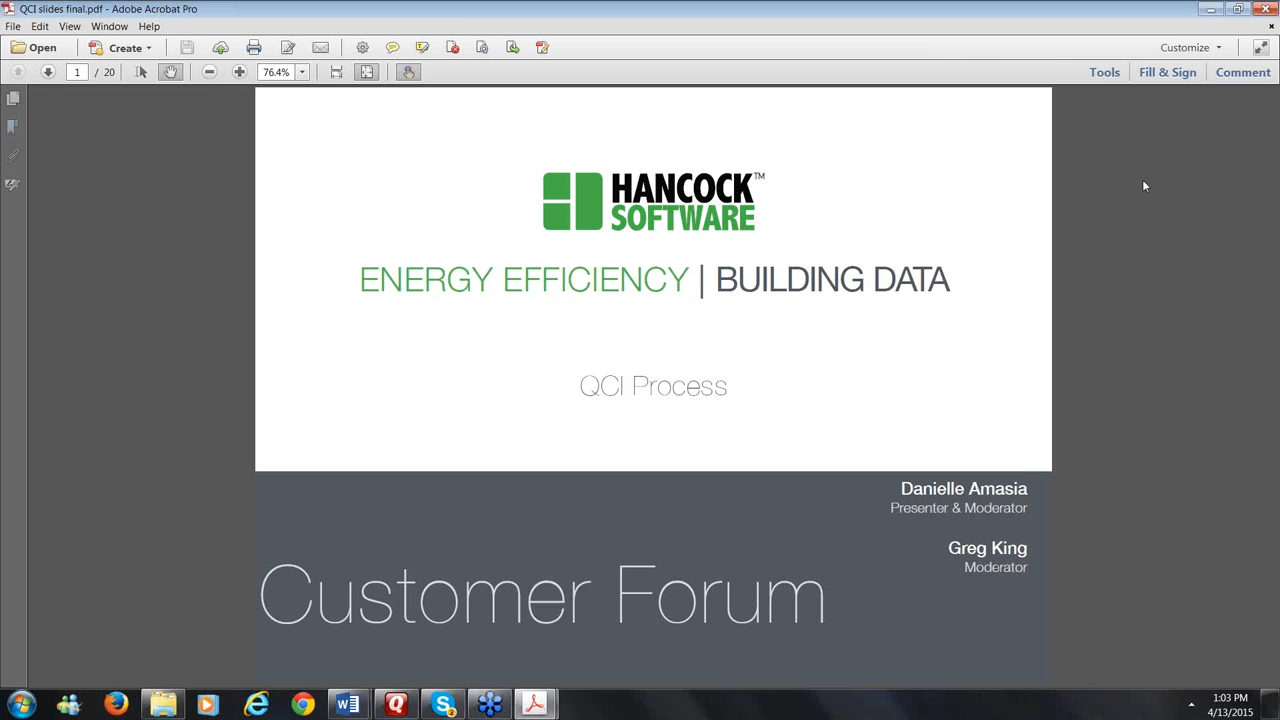 QCI slides final.pdf - Adobe Acrobat Pro
File Edit View Window Help
Open Create Customize
1 / 20 76.4% Tools Fill & Sign Comment
HANCOCK TM
SOFTWARE
ENERGY EFFICIENCY | BUILDING DATA
QCI Process
Danielle Amasia
Presenter & Moderator
Greg King
Moderator
Customer Forum
1:03 PM
4/13/2015